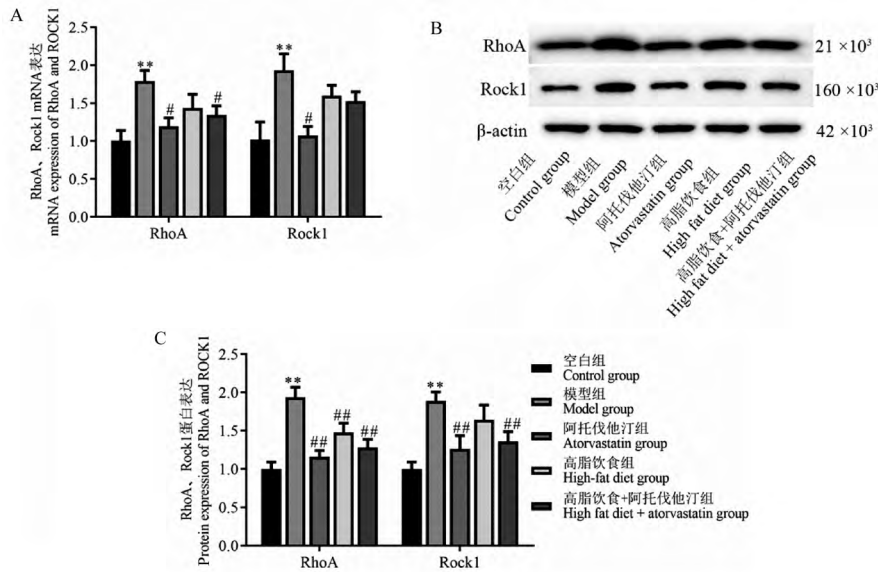 A
RhoA、Rock1 mRNA表达
mRNA expression of RhoA and ROCK1
2.5
2.0
1.5
1.0
0.5
0.0
**
#
#
**
#
RhoA
Rock1
B
RhoA
21 ×10³
Rock1
160 ×10³
β-actin
42 ×10³
空白组
Control group
模型组
Model group
阿托伐他汀组
Atorvastatin group
高脂饮食组
High fat diet group
高脂饮食+阿托伐他汀组
High fat diet + atorvastatin group
C
RhoA、Rock1蛋白表达
Protein expression of RhoA and ROCK1
2.5
2.0
1.5
1.0
0.5
0.0
**
##
##
##
**
##
##
RhoA
Rock1
空白组
Control group
模型组
Model group
阿托伐他汀组
Atorvastatin group
高脂饮食组
High-fat diet group
高脂饮食+阿托伐他汀组
High fat diet + atorvastatin group